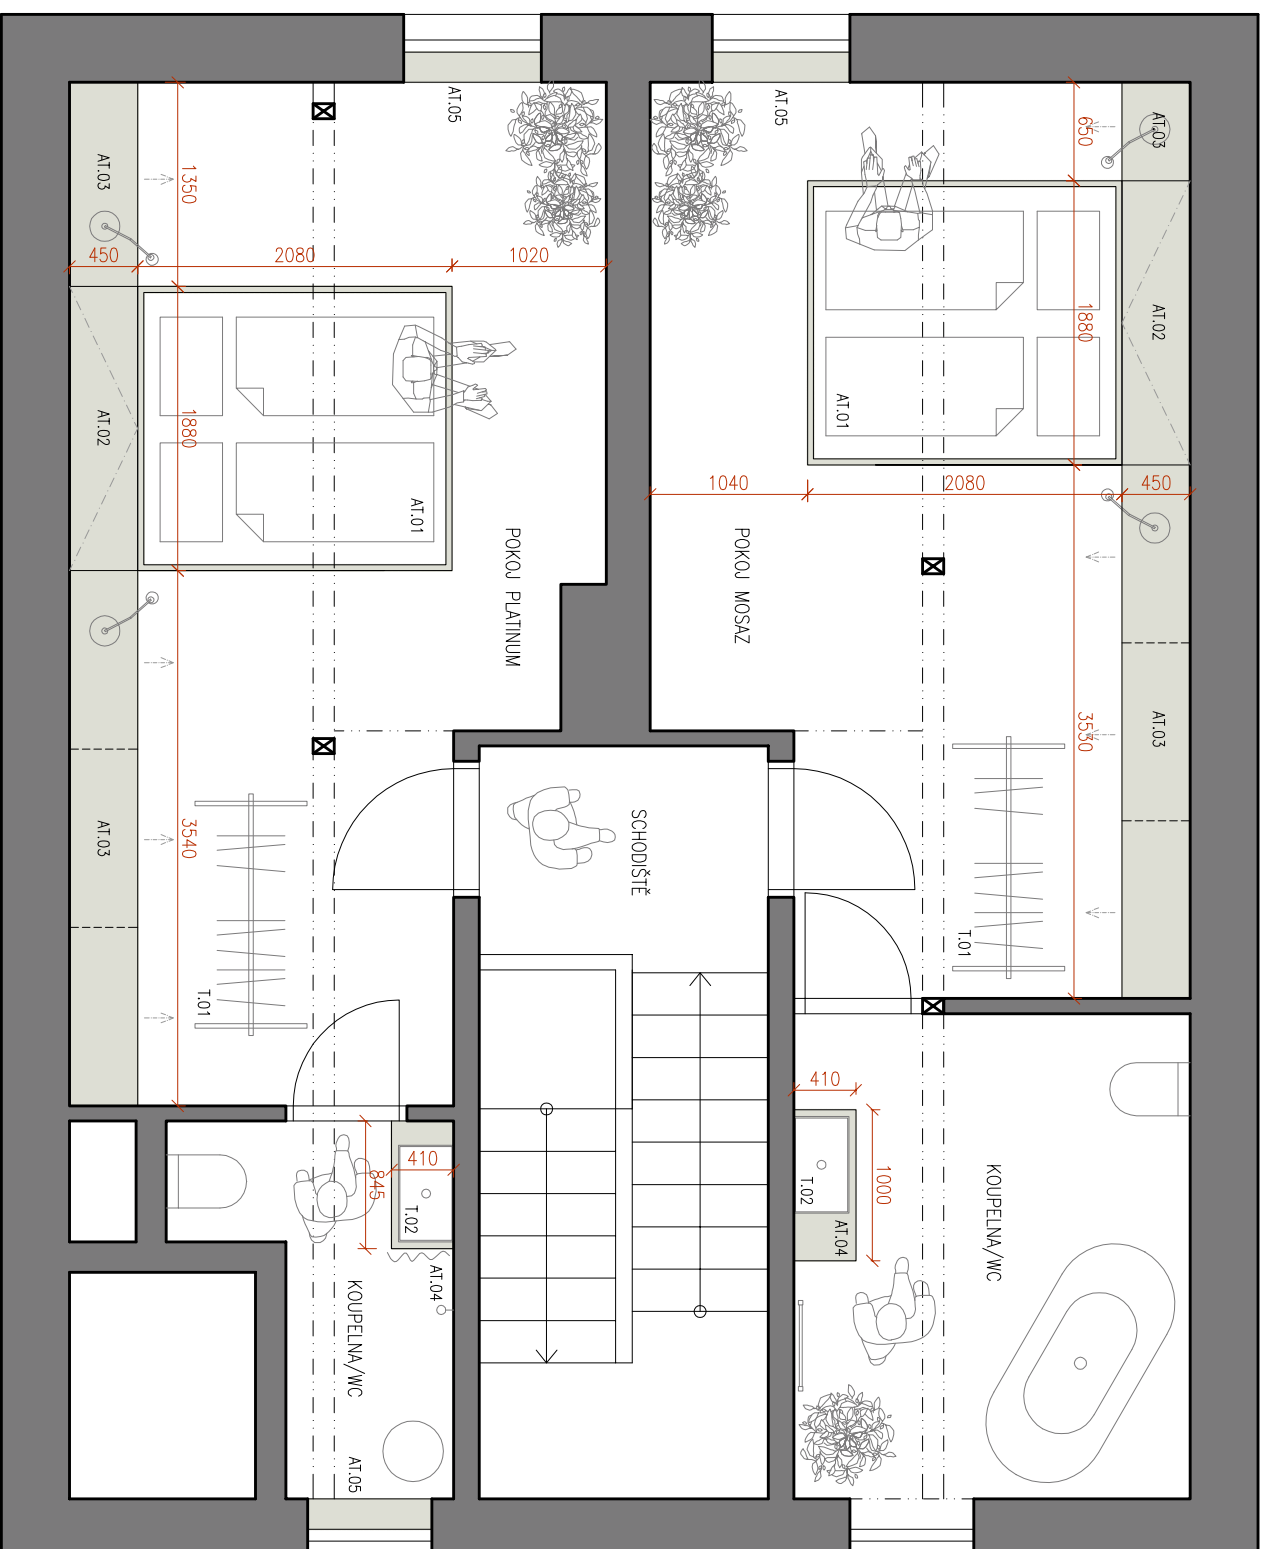 AT.05
AT.05
AT.03
650
AT.03
1350
450
2080
1020
1880
AT.02
AT.01
AT.02
1880
AT.01
1040
2080
450
POKOJ PLATINUM
POKOJ MOSAZ
AT.03
3530
SCHODIŠTĚ
AT.03
3540
T.01
T.01
410
1000
T.02
AT.04
KOUPELNA/WC
410
845
T.02
AT.04
KOUPELNA/WC
AT.05